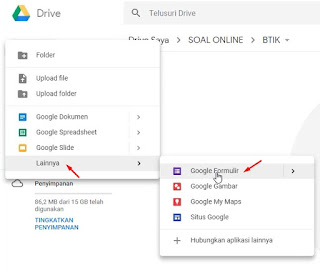 Drive
Telusuri Drive
Drive Saya > SOAL ONLINE > BTIK
Folder
Upload file
Upload folder
Google Dokumen
Google Spreadsheet
Google Slide
Lainnya
Google Formulir
Google Gambar
Google My Maps
Situs Google
Hubungkan aplikasi lainnya
Penyimpanan
86,2 MB dari 15 GB telah
digunakan
TINGKATKAN
PENYIMPANAN